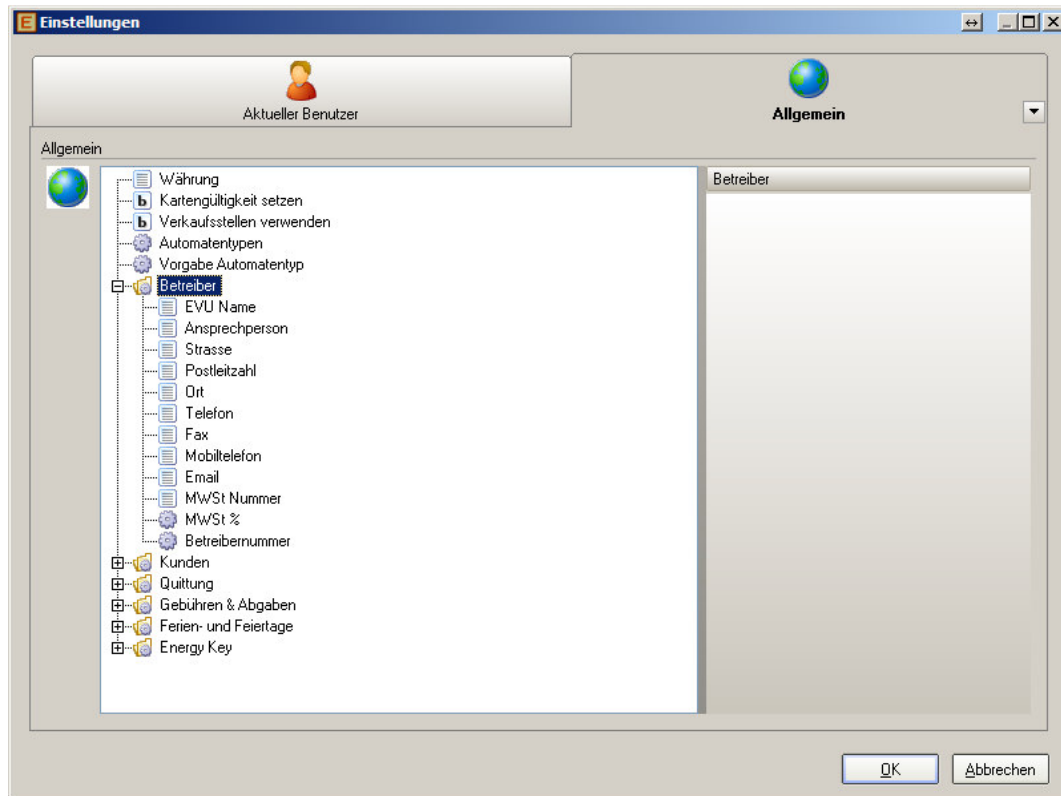 Einstellungen
Aktueller Benutzer
Allgemein
Allgemein
Währung
Kartengültigkeit setzen
Verkaufsstellen verwenden
Automatentypen
Vorgabe Automatentyp
Betreiber
EVU Name
Ansprechperson
Strasse
Postleitzahl
Ort
Telefon
Fax
Mobiltelefon
Email
MWSt Nummer
MWSt %
Betreibernummer
Kunden
Quittung
Gebühren & Abgaben
Ferien- und Feiertage
Energy Key
Betreiber
OK
Abbrechen